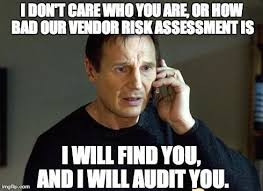 I DON'T CARE WHO YOU ARE, OR HOW
BAD OUR VENDOR RISK ASSESSMENT IS
I WILL FIND YOU,
AND I WILL AUDIT YOU.
imgflip.com